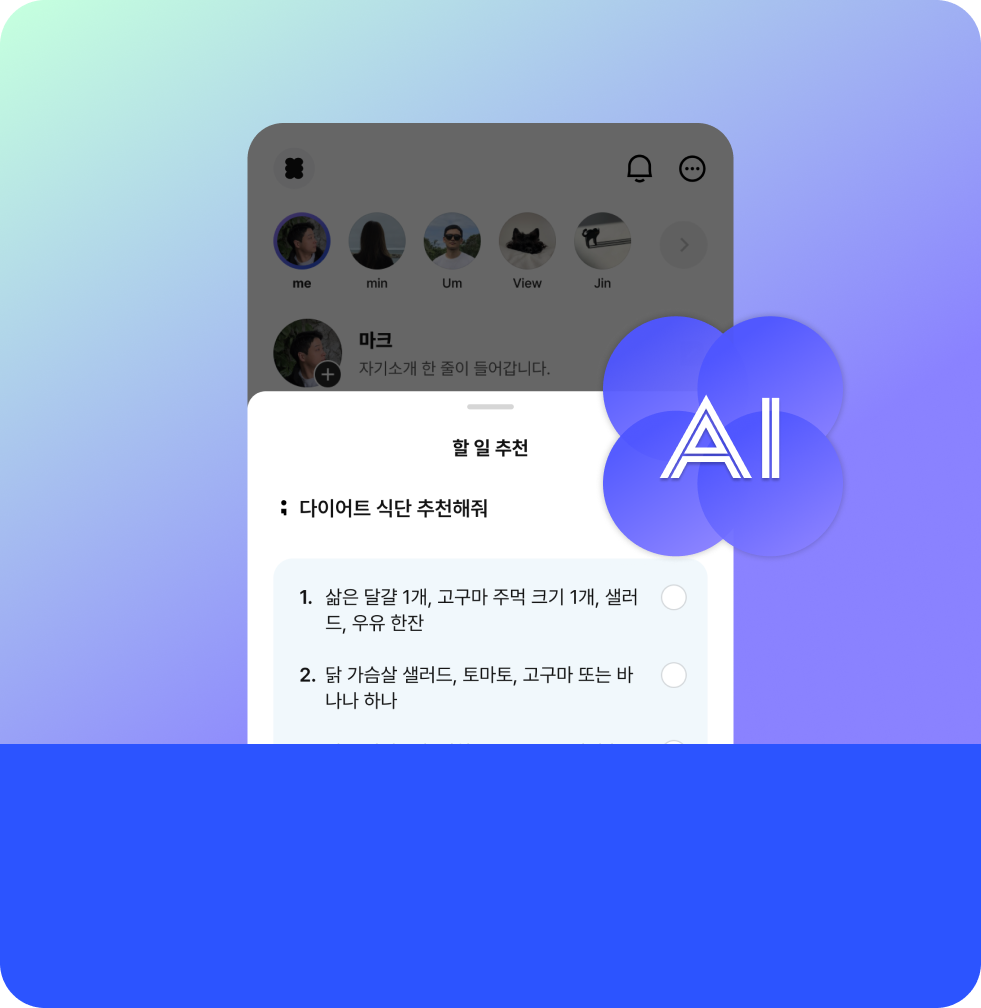 me
min
Um
View
Jin
마크
자기소개 한 줄이 들어갑니다.
AI
할 일 추천
다이어트 식단 추천해줘
1. 삶은 달걀 1개, 고구마 주먹 크기 1개, 샐러
드, 우유 한잔
2. 닭 가슴살 샐러드, 토마토, 고구마 또는 바
나나 하나